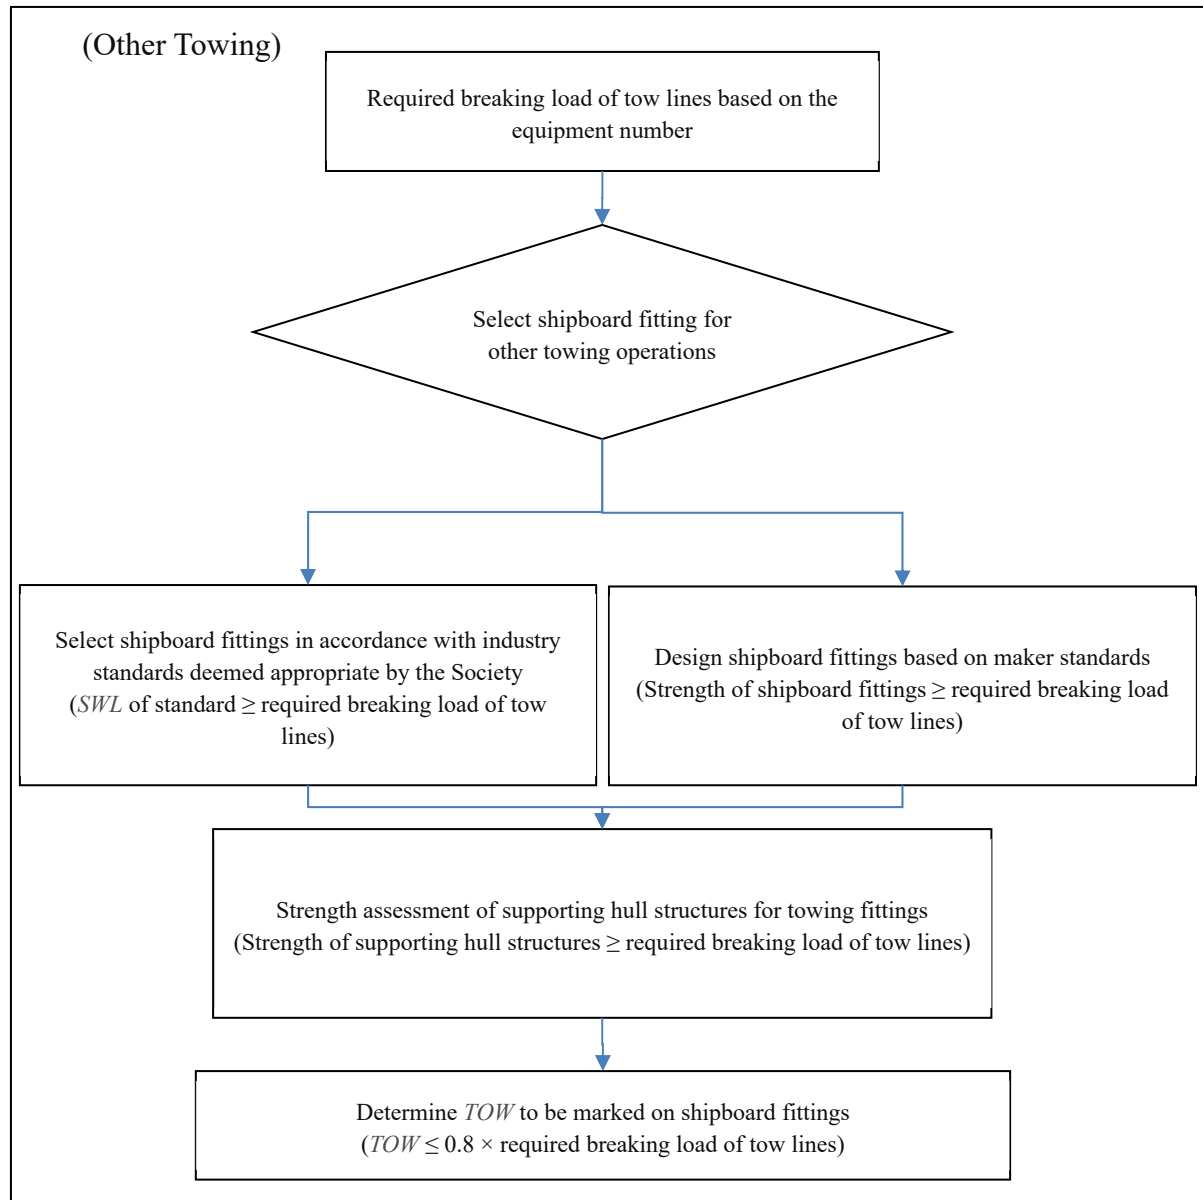 (Other Towing)
Required breaking load of tow lines based on the
equipment number
Select shipboard fitting for
other towing operations
Select shipboard fittings in accordance with industry
standards deemed appropriate by the Society
(SWL of standard ≥ required breaking load of tow
lines)
Design shipboard fittings based on maker standards
(Strength of shipboard fittings ≥ required breaking load
of tow lines)
Strength assessment of supporting hull structures for towing fittings
(Strength of supporting hull structures ≥ required breaking load of tow lines)
Determine TOW to be marked on shipboard fittings
(TOW ≤ 0.8 × required breaking load of tow lines)